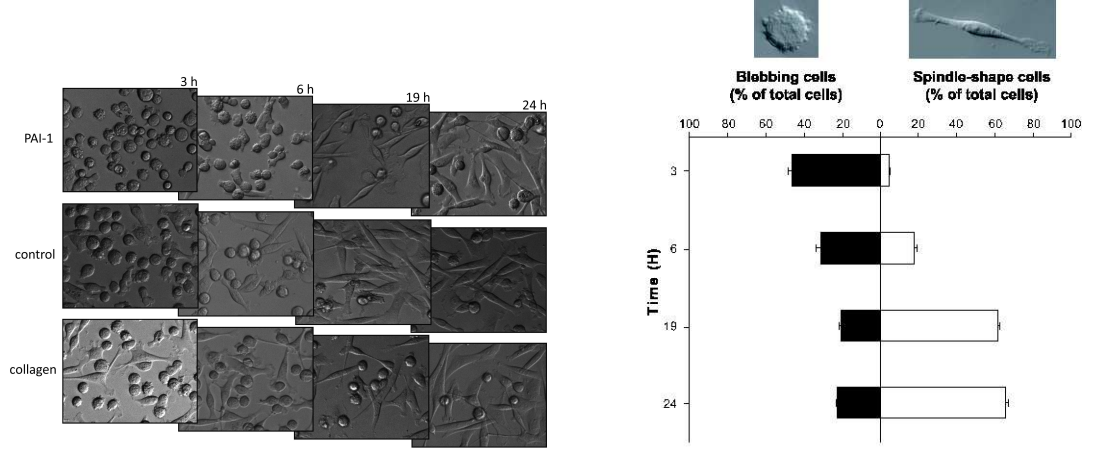 3 h
6 h
19 h
24 h
PAI-1
control
collagen
Blebbing cells
(% of total cells)
Spindle-shape cells
(% of total cells)
100 80 60 40 20 0 20 40 60 80 100
3
6
19
24
Time (H)